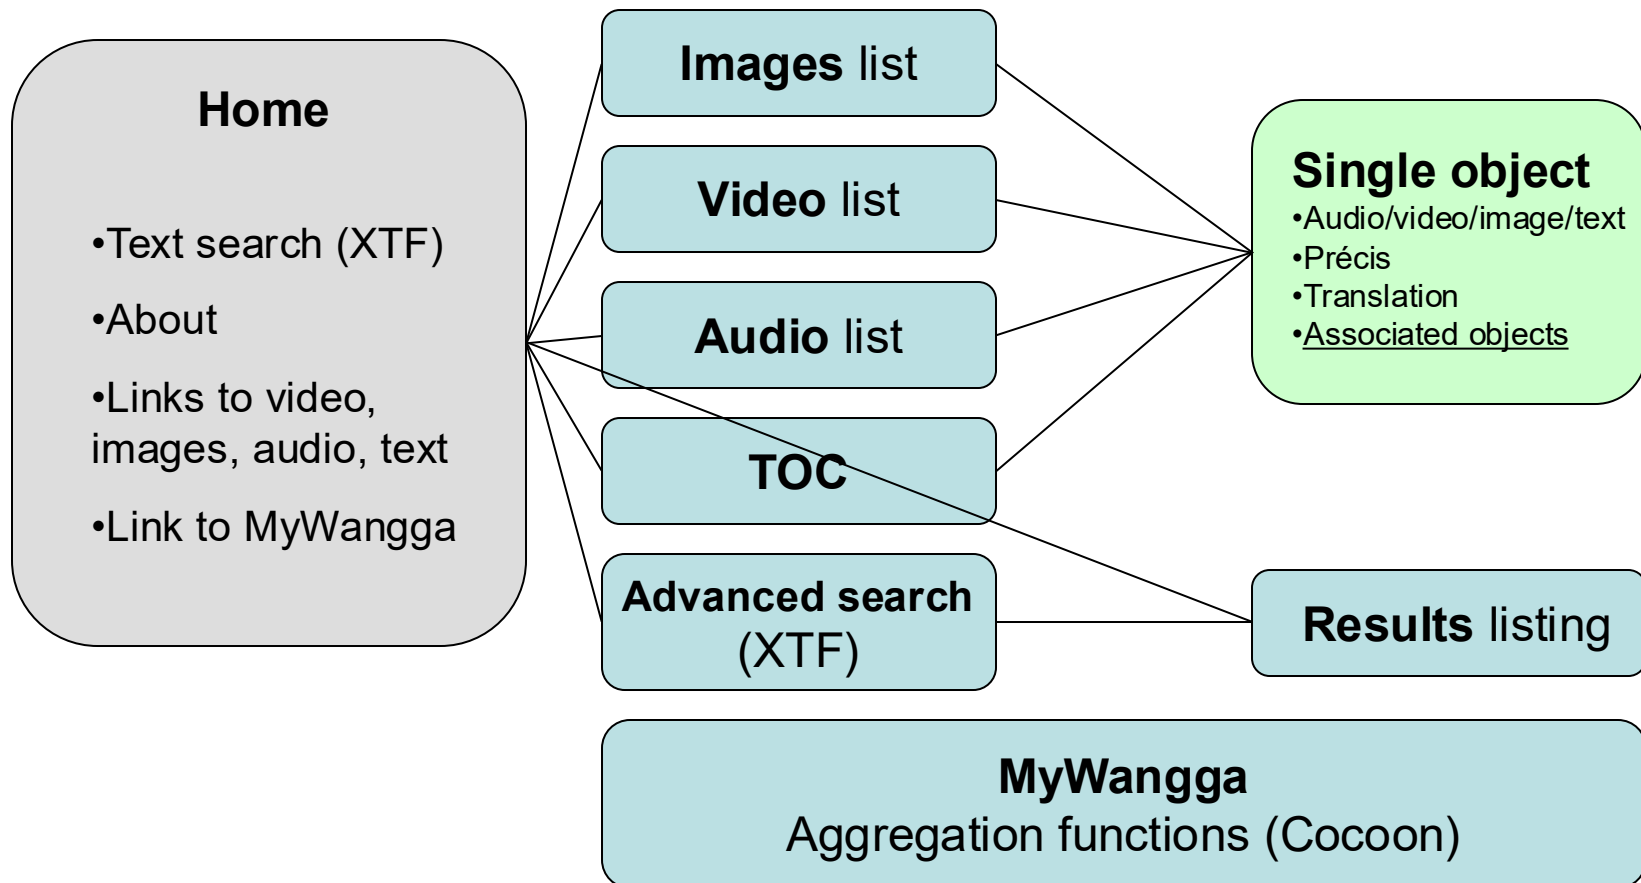 Home
•Text search (XTF)
•About
•Links to video,
images, audio, text
•Link to MyWangga
Images list
Video list
Audio list
TOC
Advanced search
(XTF)
Single object
•Audio/video/image/text
•Précis
•Translation
•Associated objects
Results listing
MyWangga
Aggregation functions (Cocoon)